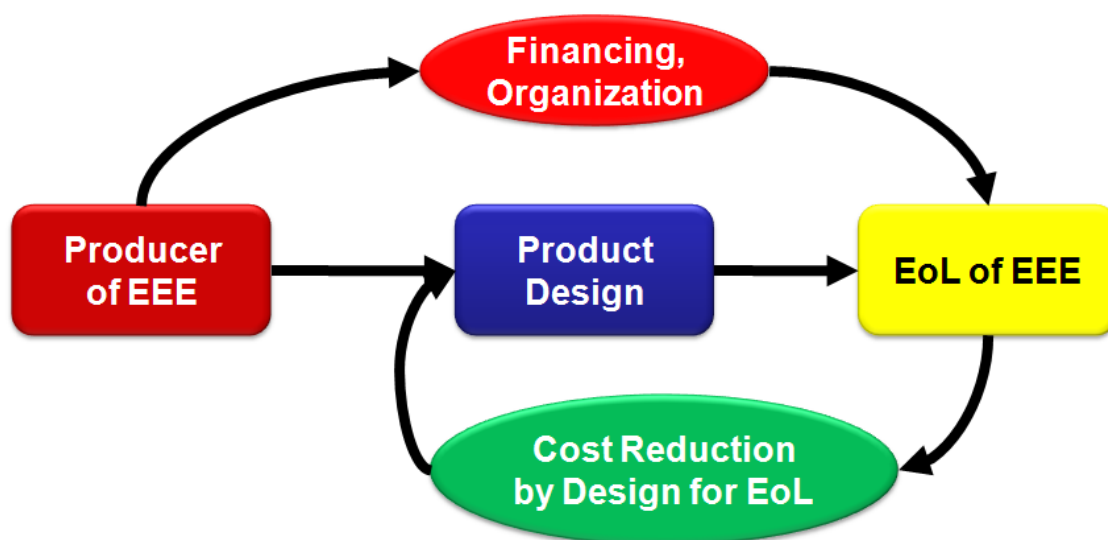 Financing,
Organization
Producer
of EEE
Product
Design
EoL of EEE
Cost Reduction
by Design for EoL